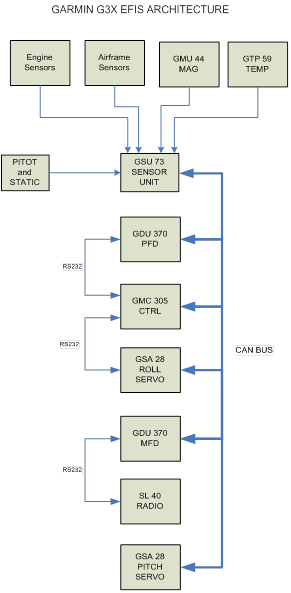 GARMIN G3X EFIS ARCHITECTURE
Engine
Sensors
Airframe
Sensors
GMU 44
MAG
GTP 59
TEMP
PITOT
and
STATIC
GSU 73
SENSOR
UNIT
GDU 370
PFD
RS232
GMC 305
CTRL
RS232
CAN BUS
GSA 28
ROLL
SERVO
GDU 370
MFD
RS232
SL 40
RADIO
GSA 28
PITCH
SERVO